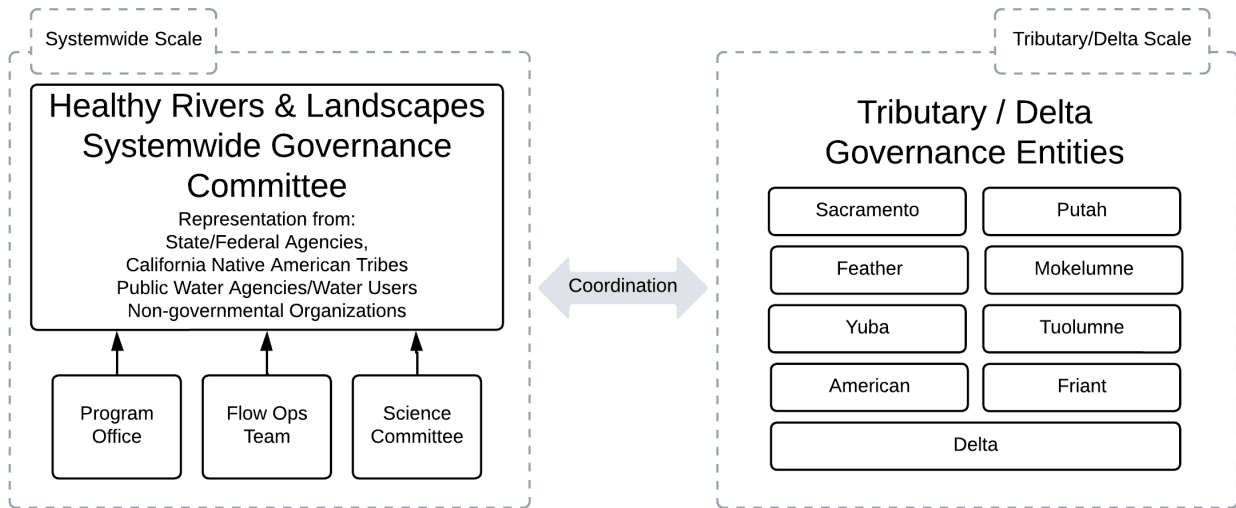 Systemwide Scale
Healthy Rivers & Landscapes
Systemwide Governance
Committee
Representation from:
State/Federal Agencies,
California Native American Tribes
Public Water Agencies/Water Users
Non-governmental Organizations
Program
Office
Flow Ops
Team
Science
Committee
Coordination
Tributary/Delta Scale
Tributary / Delta
Governance Entities
Sacramento
Putah
Feather
Mokelumne
Yuba
Tuolumne
American
Friant
Delta